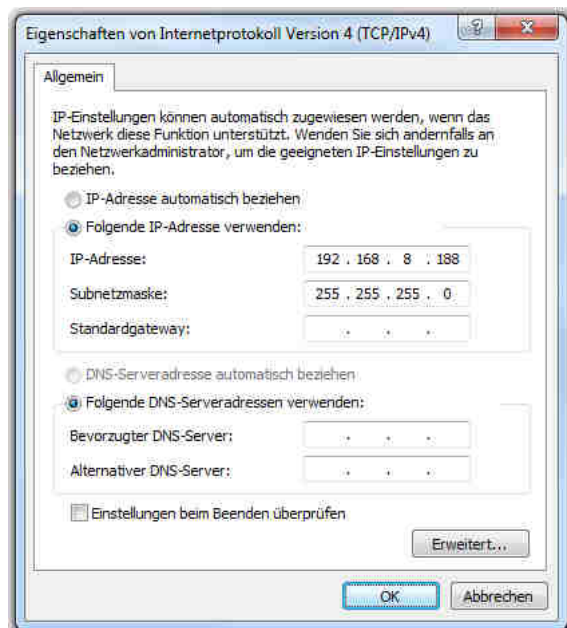 Eigenschaften von Internetprotokoll Version 4 (TCP/IPv4)
Allgemein
IP-Einstellungen können automatisch zugewiesen werden, wenn das
Netzwerk diese Funktion unterstützt. Wenden Sie sich andernfalls an
den Netzwerkadministrator, um die geeigneten IP-Einstellungen zu
beziehen.
IP-Adresse automatisch beziehen
Folgende IP-Adresse verwenden:
IP-Adresse: 192 . 168 . 8 . 188
Subnetzmaske: 255 . 255 . 255 . 0
Standardgateway: . . .
DNS-Serveradresse automatisch beziehen
Folgende DNS-Serveradressen verwenden:
Bevorzugter DNS-Server: . . .
Alternativer DNS-Server: . . .
Einstellungen beim Beenden überprüfen
Erweitert...
OK Abbrechen